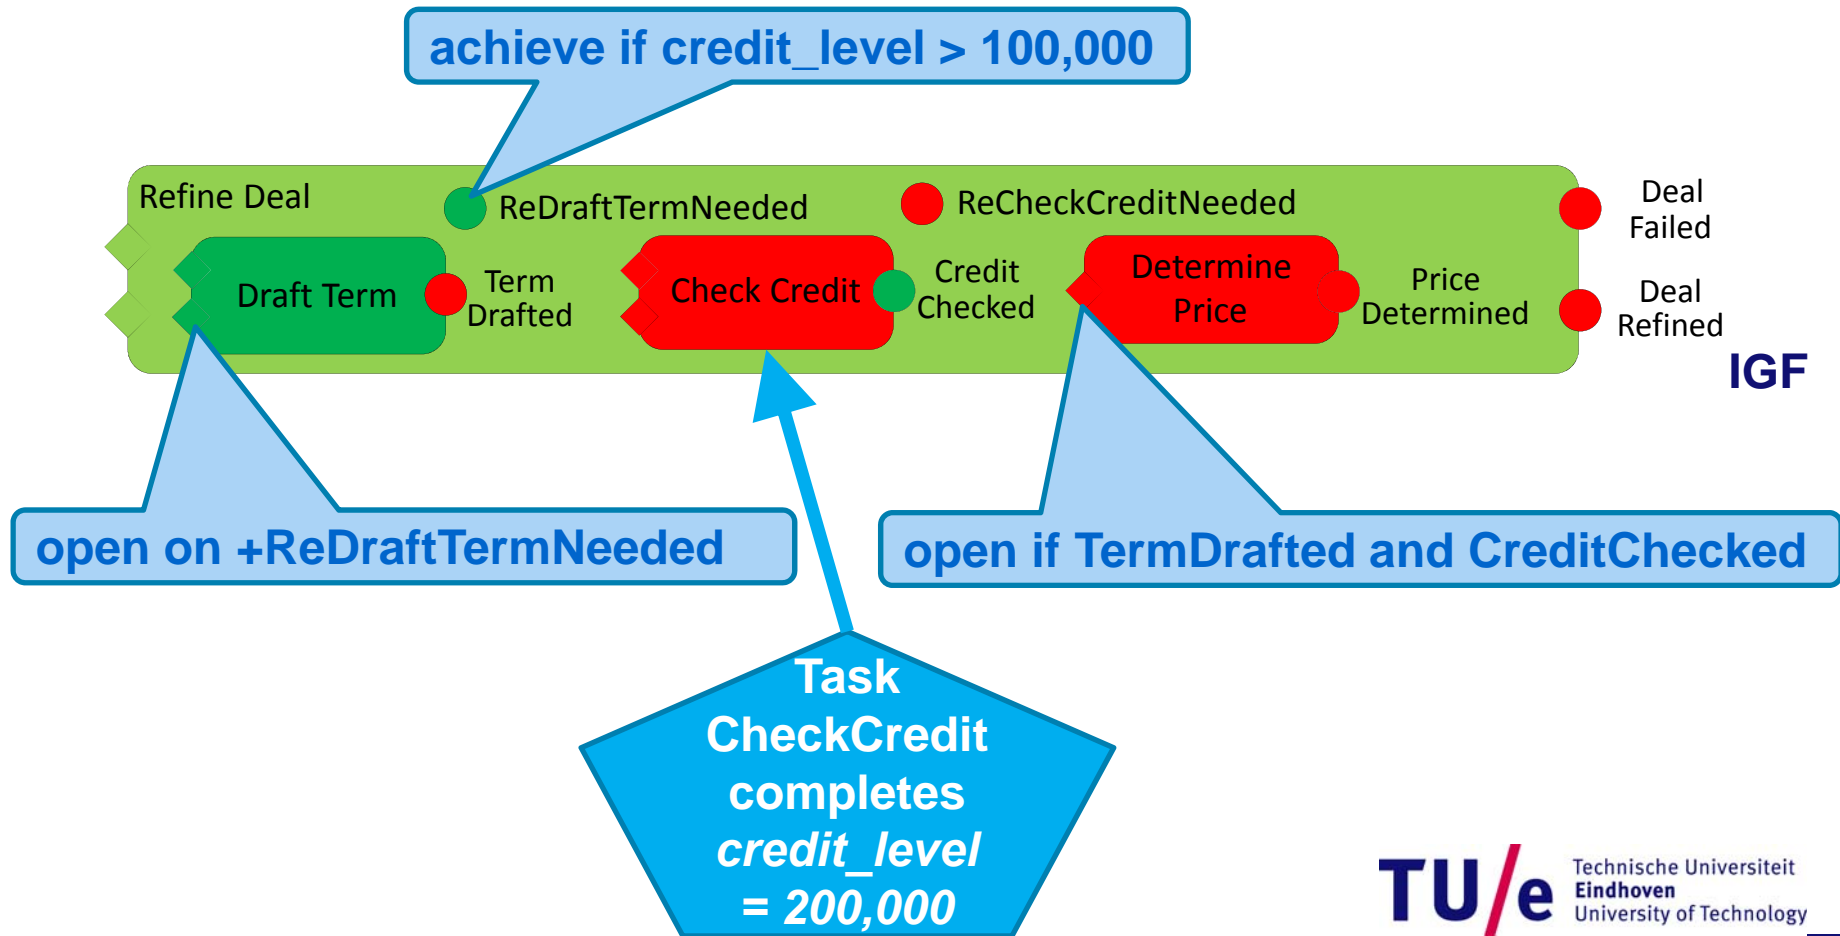 achieve if credit_level > 100,000
Refine Deal
ReDraftTermNeeded
ReCheckCreditNeeded
Deal
Failed
Draft Term
Term
Drafted
Check Credit
Credit
Checked
Determine
Price
Price
Determined
Deal
Refined
IGF
open on +ReDraftTermNeeded
open if TermDrafted and CreditChecked
Task
CheckCredit
completes
credit_level
= 200,000
TU/e
Technische Universiteit
Eindhoven
University of Technology